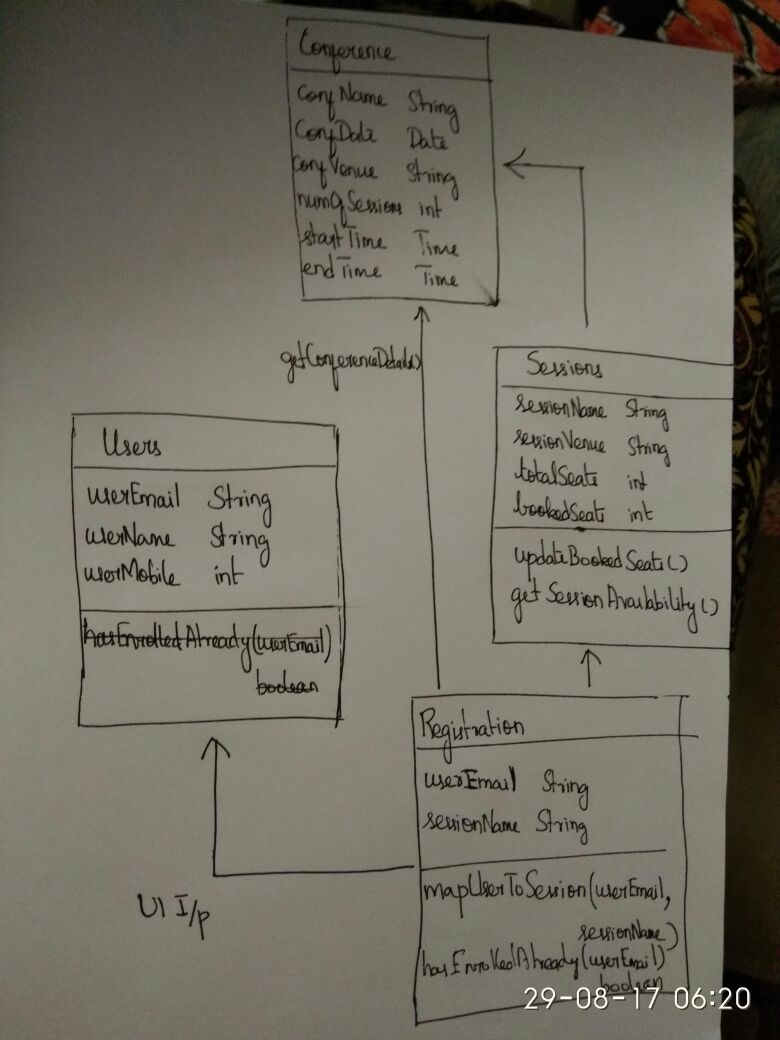 Conference
confName String
ConfDate Date
confVenue String
numOfSessions int
startTime Time
endTime Time
getConferenceDetails()
Sessions
sessionName String
sessionVenue String
totalSeats int
bookedSeats int
updateBookedSeats()
getSessionAvailability()
Users
userEmail String
userName String
userMobile int
hasEnrolledAlready(userEmail)
boolean
Registration
userEmail String
sessionName String
mapUserToSession(userEmail,
sessionName)
hasEnrolledAlready(userEmail)
boolean
UI I/p
29-08-17 06:20